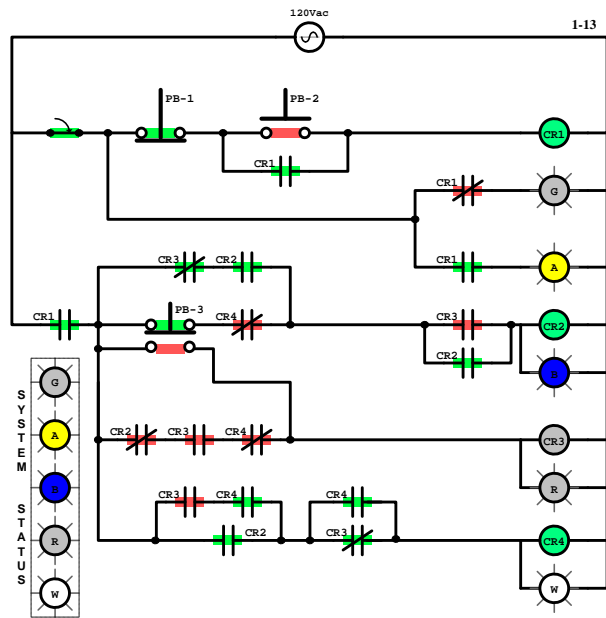 120Vac
1-13
PB-1
PB-2
CR1
CR1
CR1
G
CR1
A
CR3
CR2
CR1
PB-3
CR4
CR3
CR2
CR2
B
SYSTEM STATUS
G
A
B
R
W
CR2
CR3
CR4
CR3
R
CR3
CR4
CR2
CR4
CR3
CR4
W